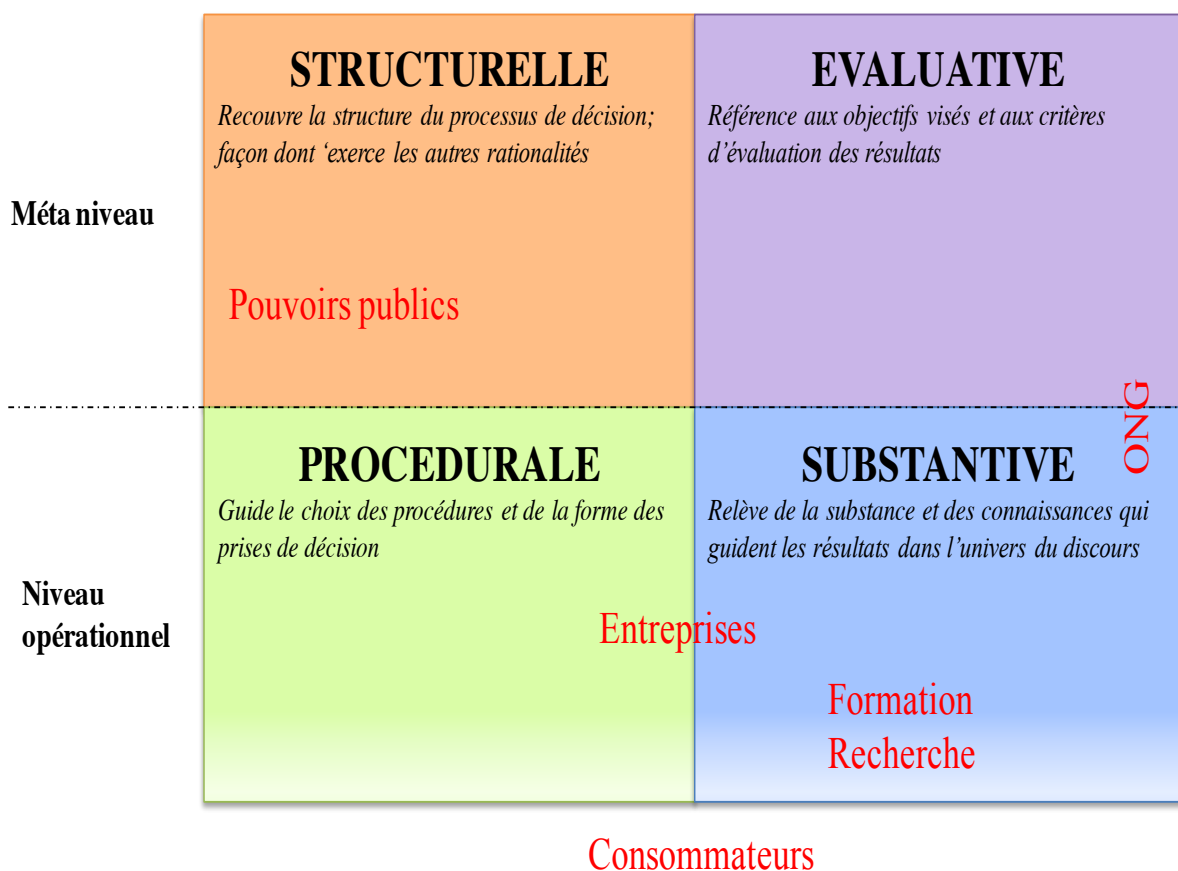 STRUCTURELLE
Recouvre la structure du processus de décision;
façon dont ‘exerce les autres rationalités
EVALUATIVE
Référence aux objectifs visés et aux critères
d’évaluation des résultats
Méta niveau
Pouvoirs publics
ONG
PROCEDURALE
Guide le choix des procédures et de la forme des
prises de décision
SUBSTANTIVE
Relève de la substance et des connaissances qui
guident les résultats dans l’univers du discours
Niveau
opérationnel
Entreprises
Formation
Recherche
Consommateurs